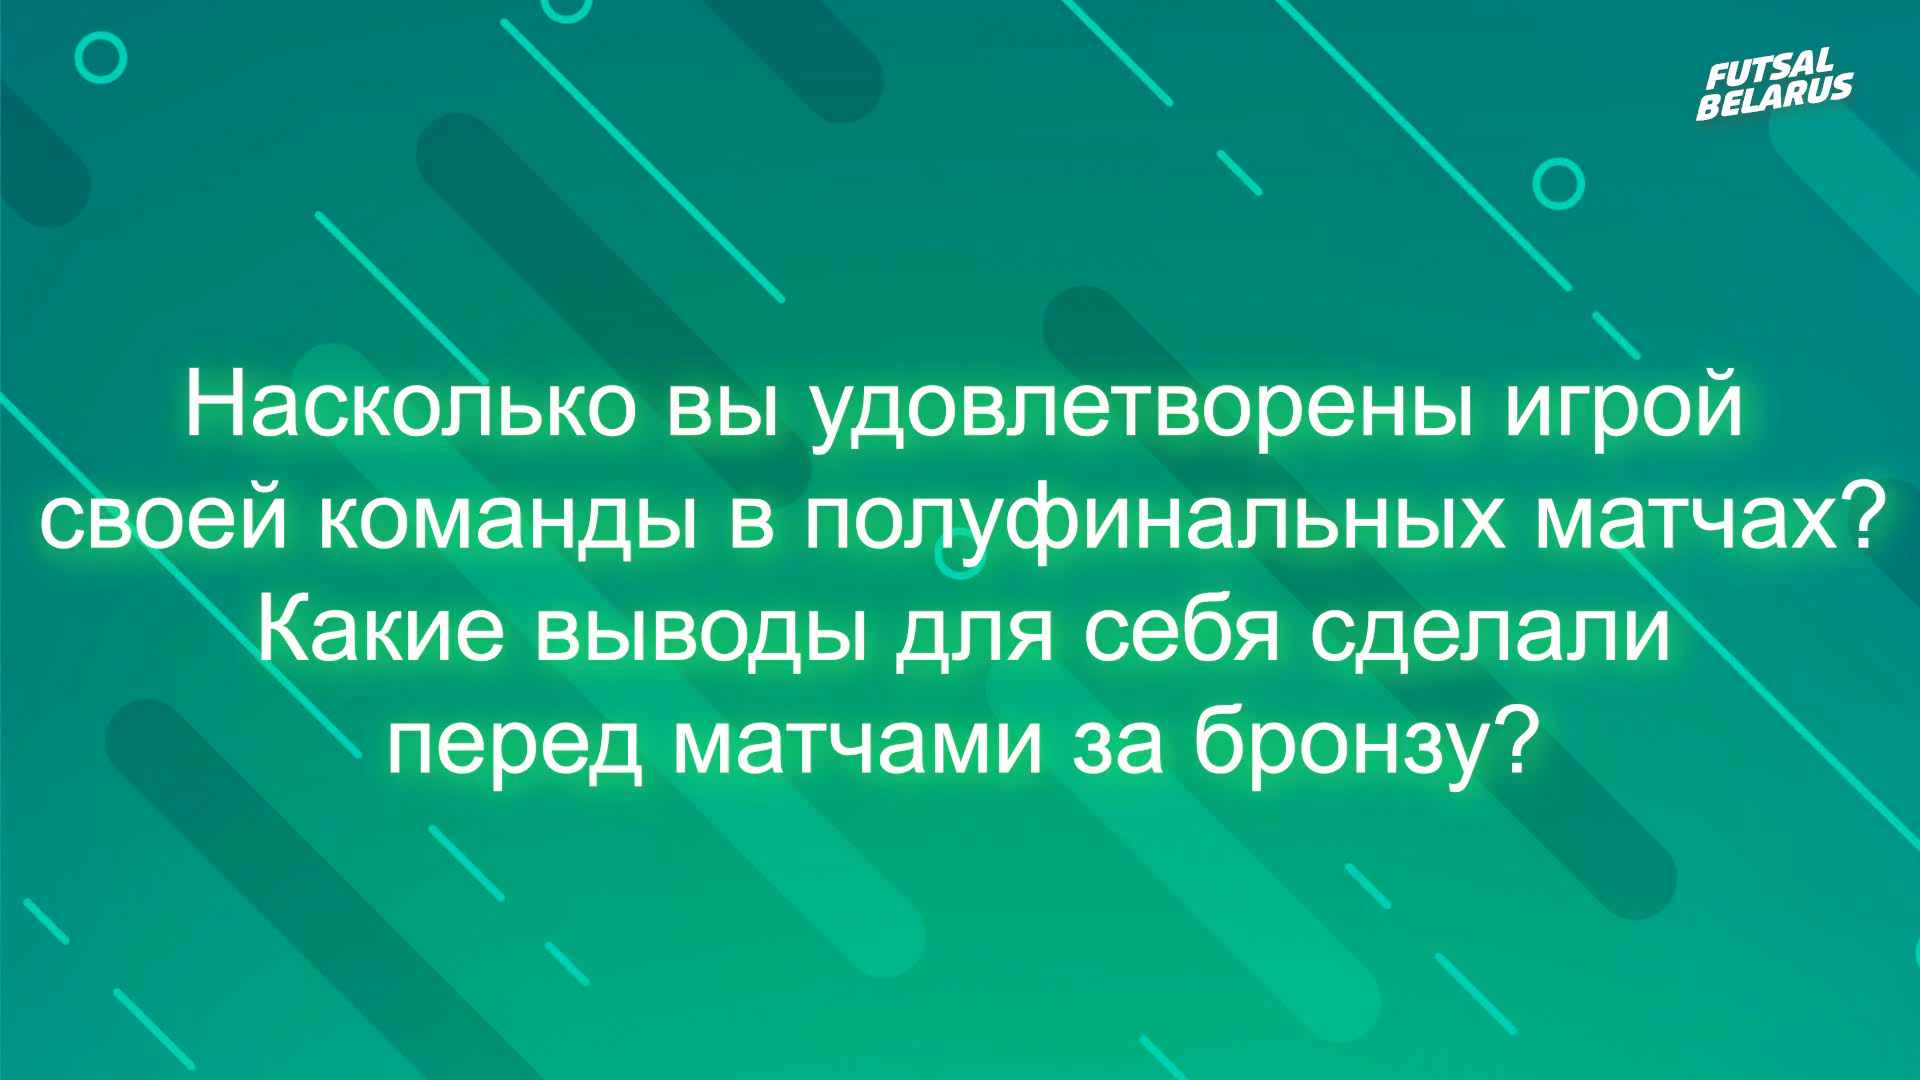 FUTSAL
BELARUS
Насколько вы удовлетворены игрой
своей команды в полуфинальных матчах?
Какие выводы для себя сделали
перед матчами за бронзу?